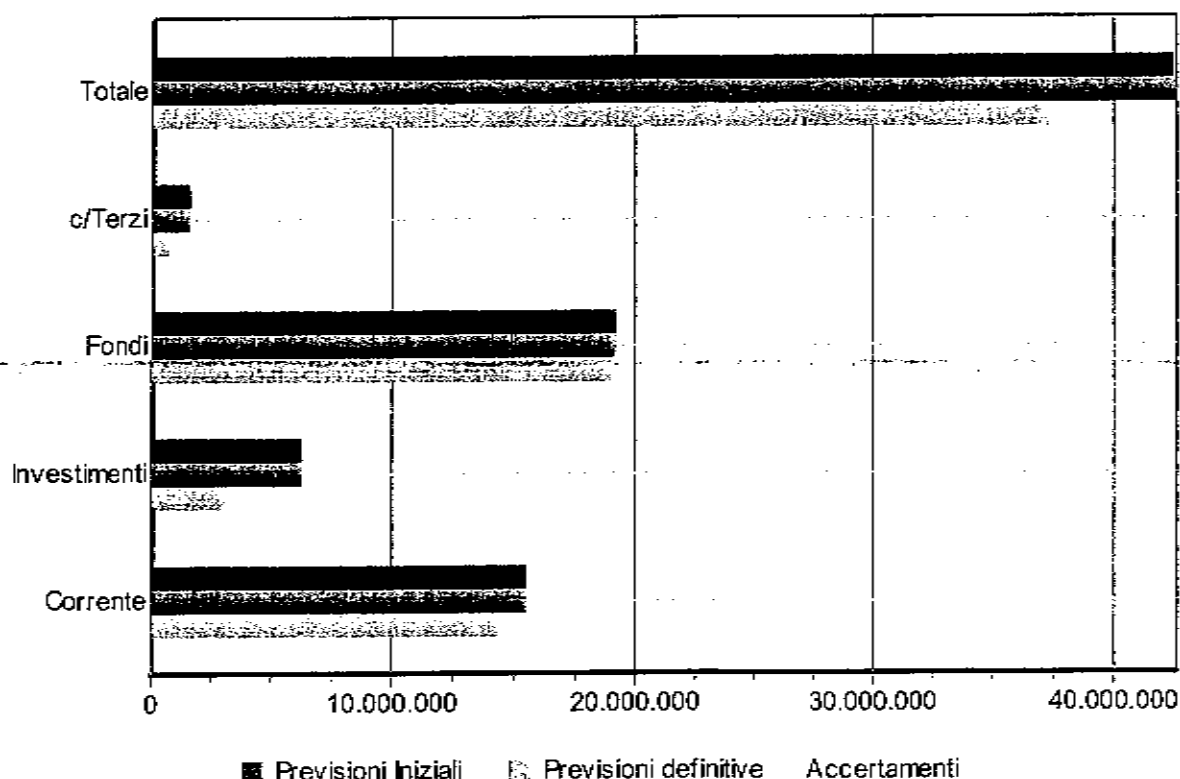 Totale
c/Terzi
Fondi
Investimenti
Corrente
0 10.000.000 20.000.000 30.000.000 40.000.000
Previsioni Iniziali Previsioni definitive Accertamenti